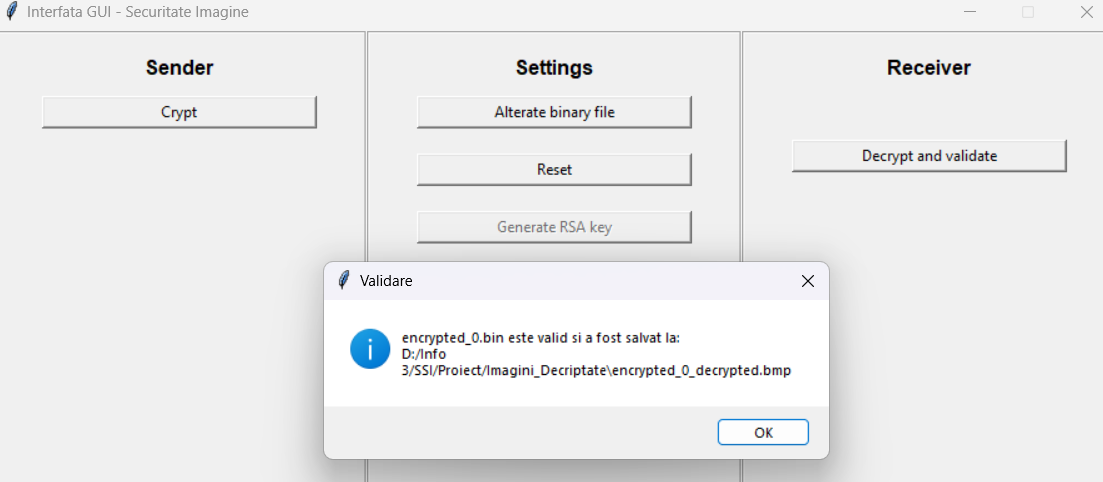 Interfata GUI - Securitate Imagine
Sender
Crypt
Settings
Alterate binary file
Reset
Generate RSA key
Receiver
Decrypt and validate
Validare
encrypted_0.bin este valid si a fost salvat la:
D:/Info
3/SSI/Proiect/Imagini_Decriptate\encrypted_0_decrypted.bmp
OK